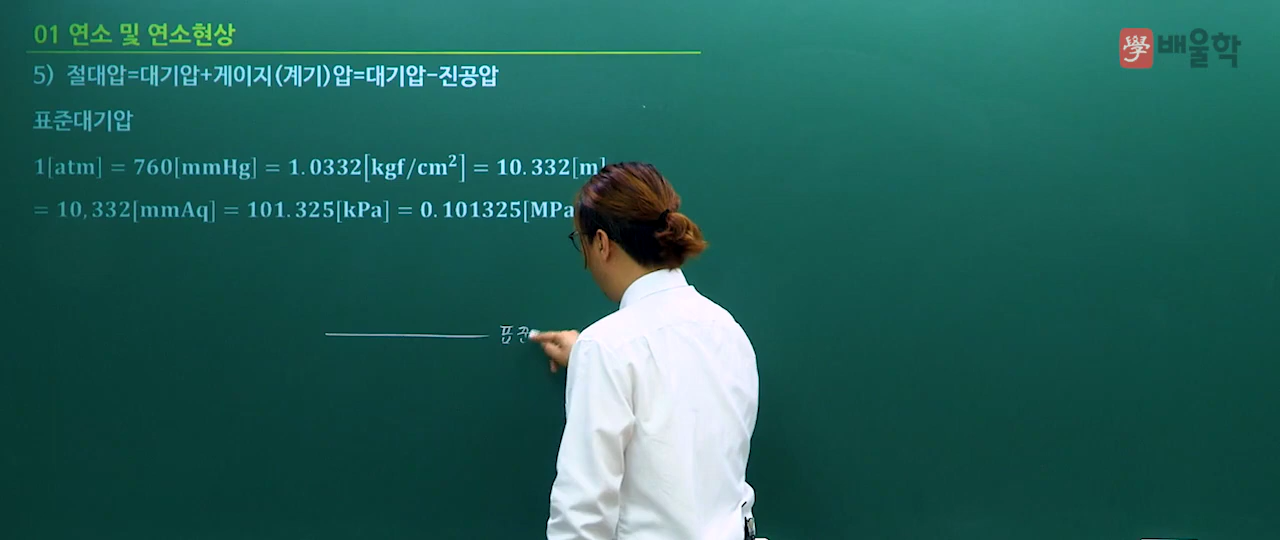 01 연소 및 연소현상
學 배울학
5) 절대압=대기압+게이지(계기)압=대기압-진공압
표준대기압
1[atm] = 760[mmHg] = 1.0332[kgf/cm²] = 10.332[m]
= 10,332[mmAq] = 101.325[kPa] = 0.101325[MPa
표준